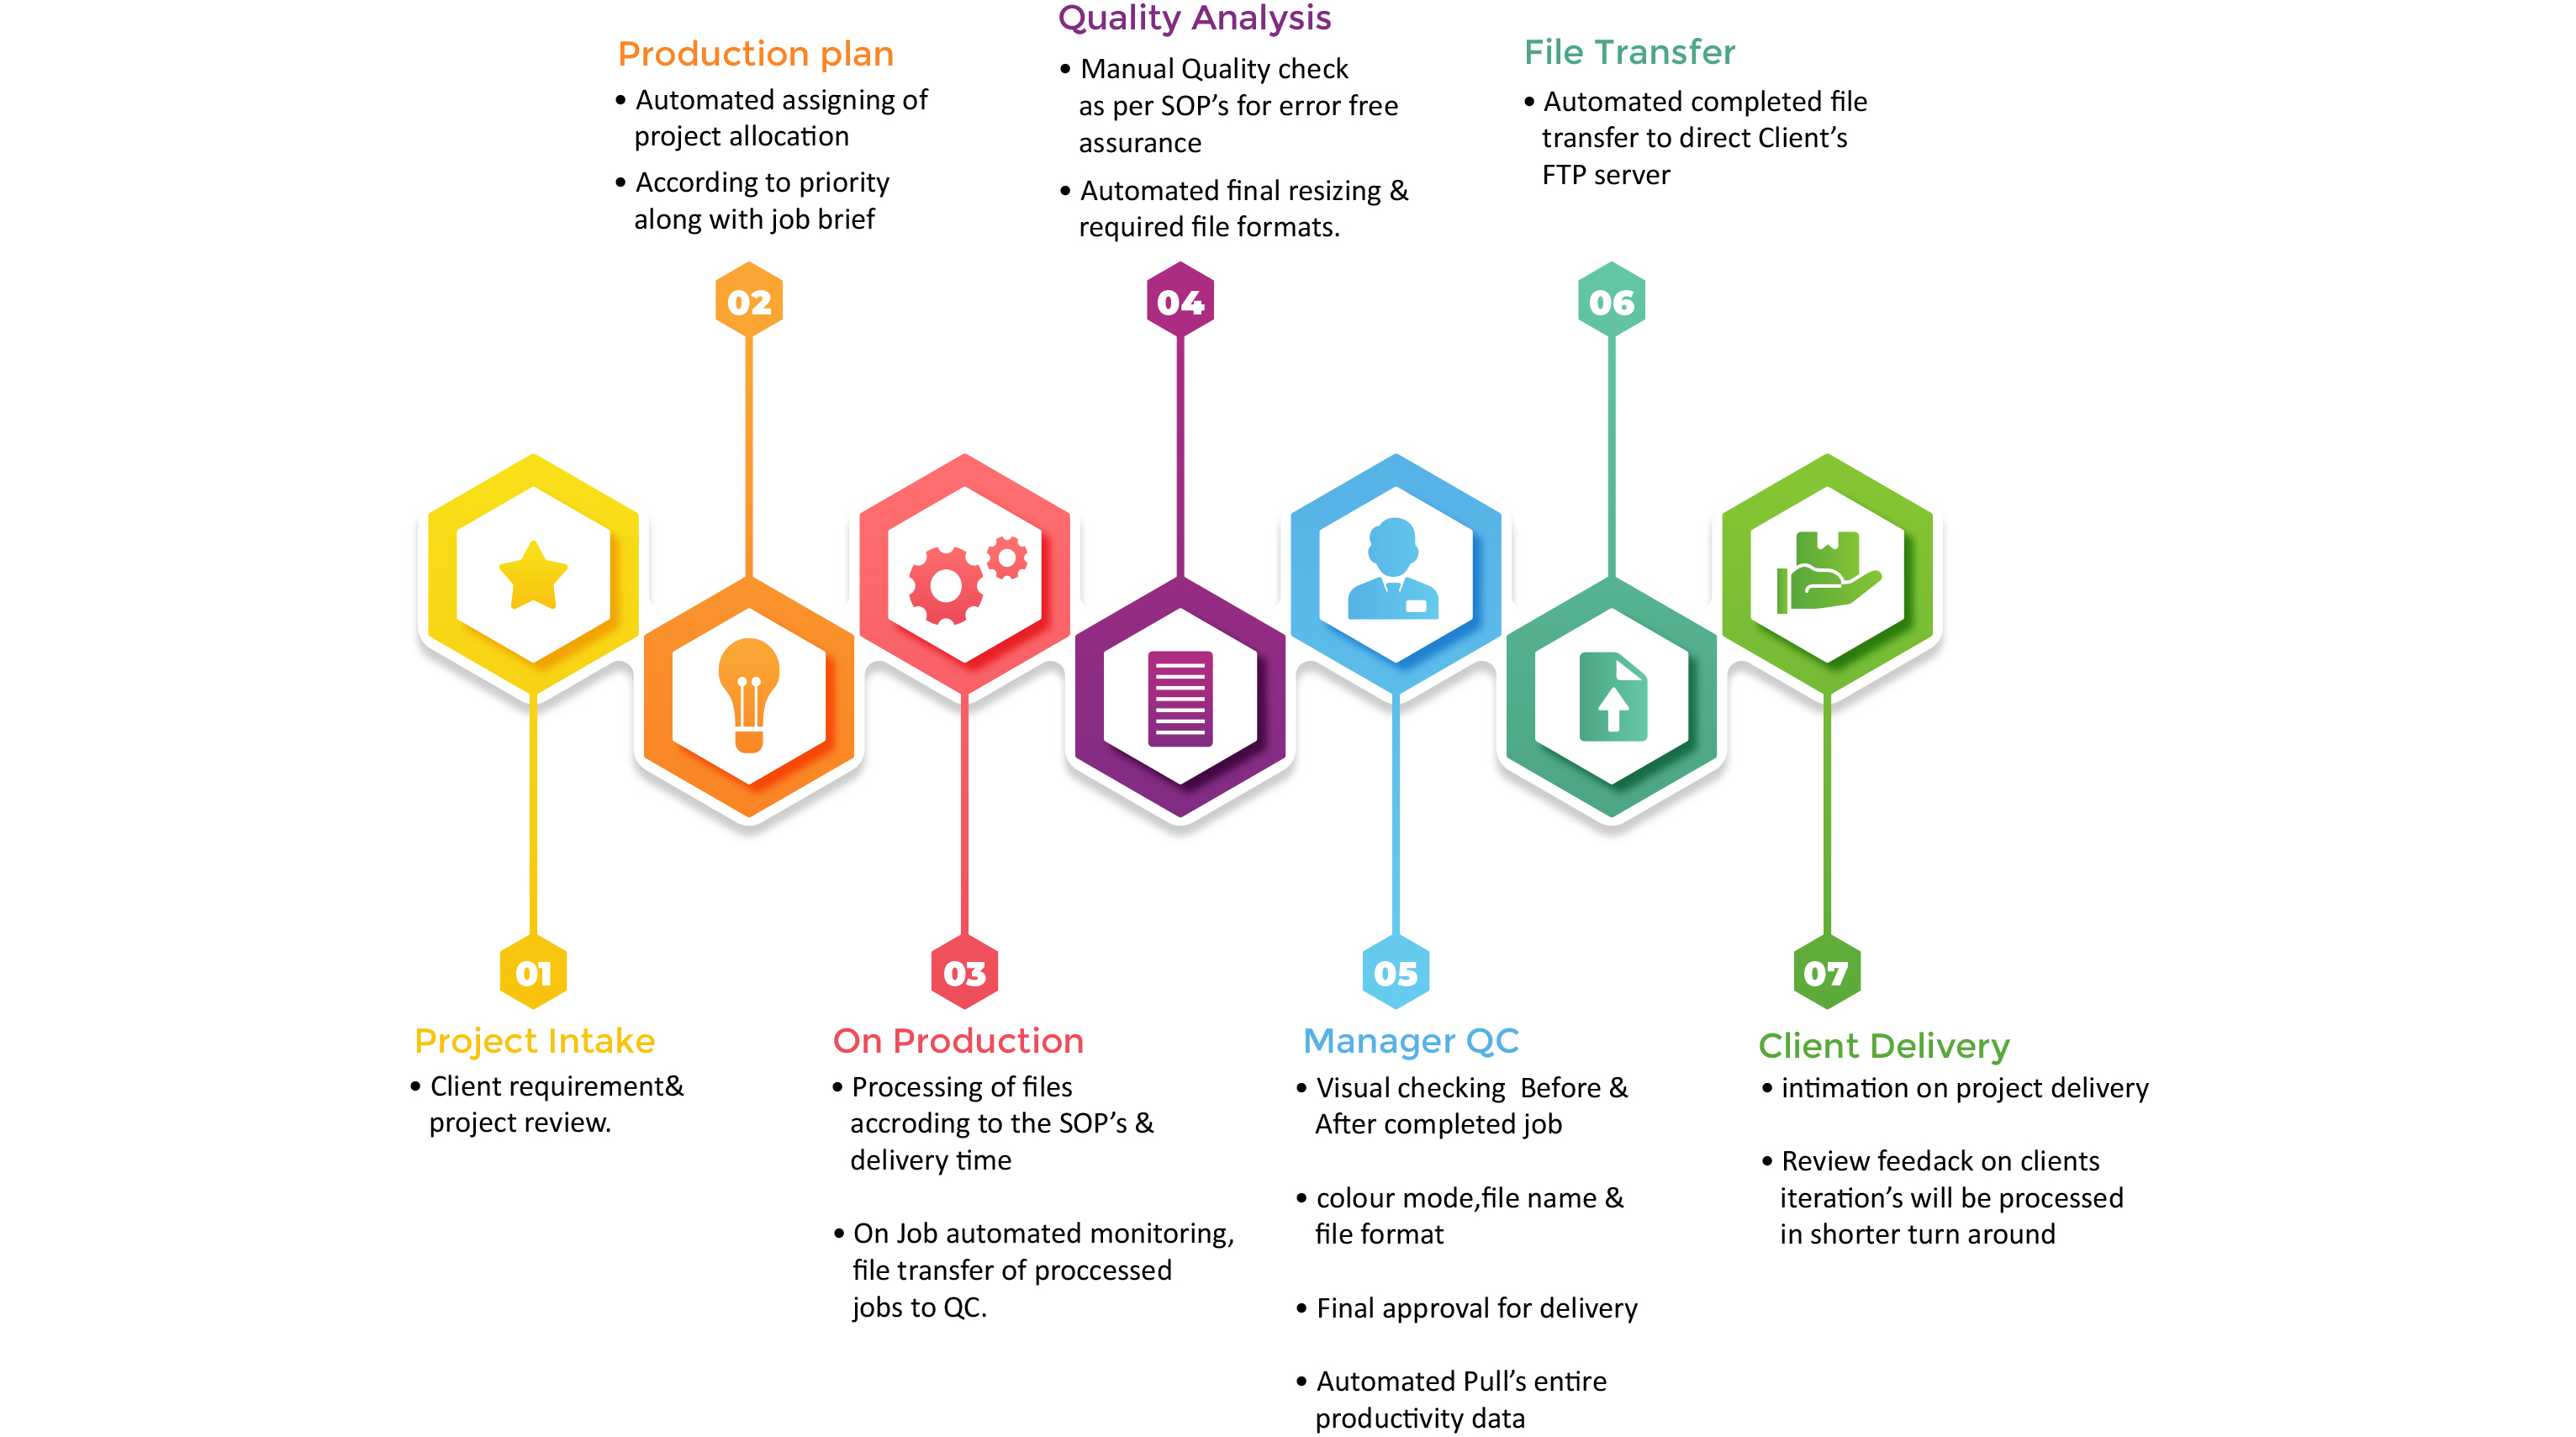 Production plan
• Automated assigning of
project allocation
• According to priority
along with job brief
02
Quality Analysis
• Manual Quality check
as per SOP’s for error free
assurance
• Automated final resizing &
required file formats.
04
File Transfer
• Automated completed file
transfer to direct Client’s
FTP server
06
01
Project Intake
• Client requirement&
project review.
03
On Production
• Processing of files
accroding to the SOP’s &
delivery time
• On Job automated monitoring,
file transfer of proccessed
jobs to QC.
05
Manager QC
• Visual checking  Before &
After completed job
• colour mode,file name &
file format
• Final approval for delivery
• Automated Pull’s entire
productivity data
07
Client Delivery
• intimation on project delivery
• Review feedack on clients
iteration’s will be processed
in shorter turn around